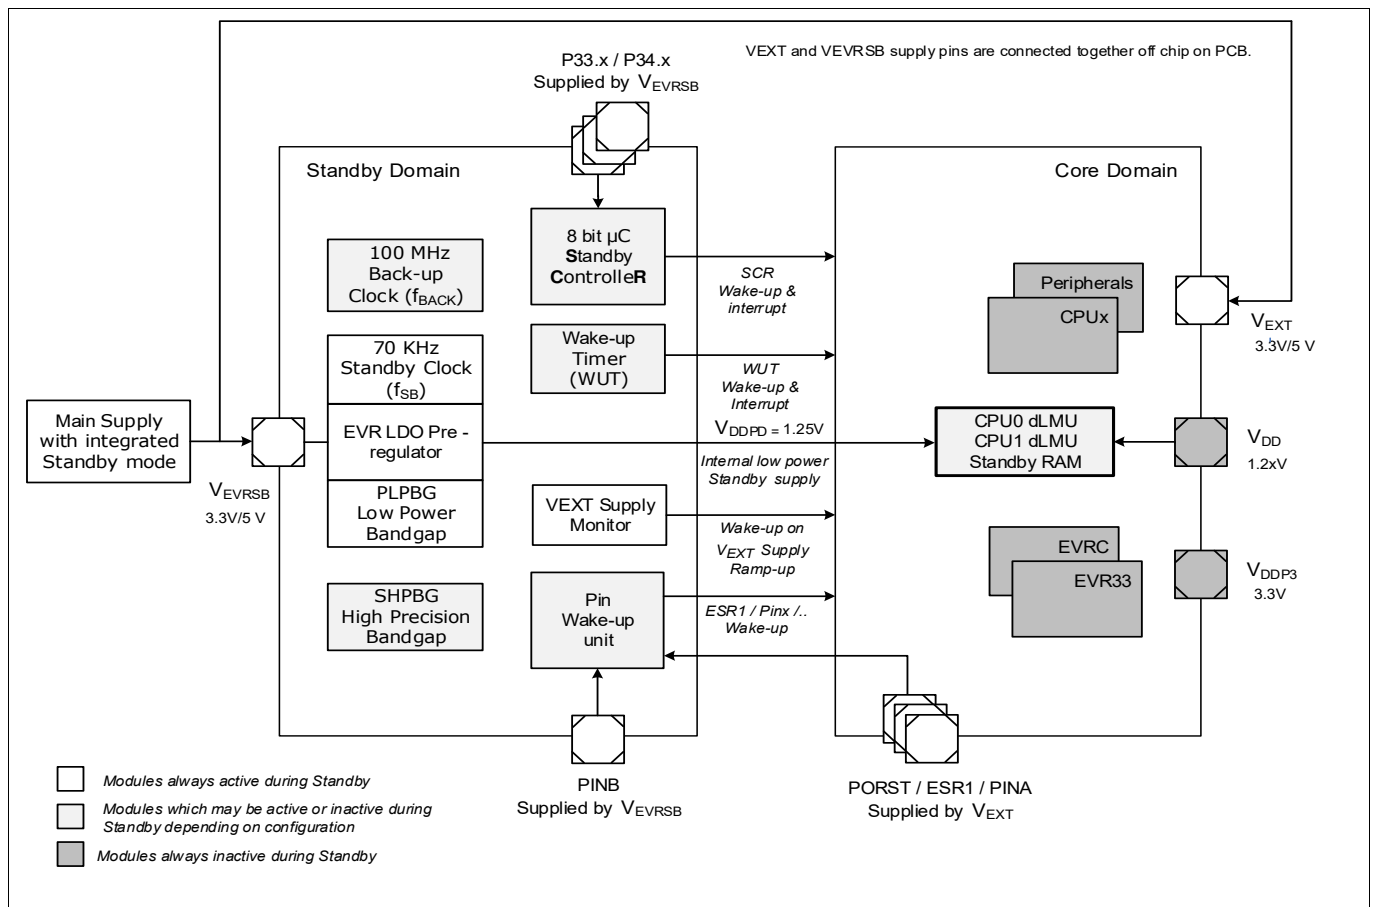 VEXT and VEVRSB supply pins are connected together off chip on PCB.
P33.x / P34.x
Supplied by VEVRSB
Standby Domain
Core Domain
100 MHz
Back-up
Clock (fBACK)
8 bit µC
Standby
ControlleR
SCR
Wake-up &
interrupt
Peripherals
CPUx
VEXT
3.3V/5 V
70 KHz
Standby Clock
(fSB)
Wake-up
Timer
(WUT)
WUT
Wake-up &
Interrupt
Main Supply
with integrated
Standby mode
VEVRSB
3.3V/5 V
EVR LDO Pre -
regulator
VDDPD = 1.25V
Internal low power
Standby supply
CPU0 dLMU
CPU1 dLMU
Standby RAM
VDD
1.2xV
PLPBG
Low Power
Bandgap
VEXT Supply
Monitor
Wake-up on
VEXT Supply
Ramp-up
EVRC
EVR33
VDDP3
3.3V
SHPBG
High Precision
Bandgap
Pin
Wake-up
unit
ESR1 / Pinx /..
Wake-up
PINB
Supplied by VEVRSB
PORST / ESR1 / PINA
Supplied by VEXT
Modules always active during Standby
Modules which may be active or inactive during
Standby depending on configuration
Modules always inactive during Standby